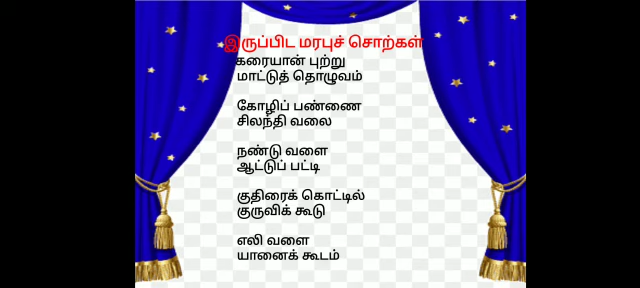 இருப்பிட மரபுச் சொற்கள்
கரையான் புற்று
மாட்டுத் தொழுவம்
கோழிப் பண்ணை
சிலந்தி வலை
நண்டு வளை
ஆட்டுப் பட்டி
குதிரைக் கொட்டில்
குருவிக் கூடு
எலி வளை
யானைக் கூடம்